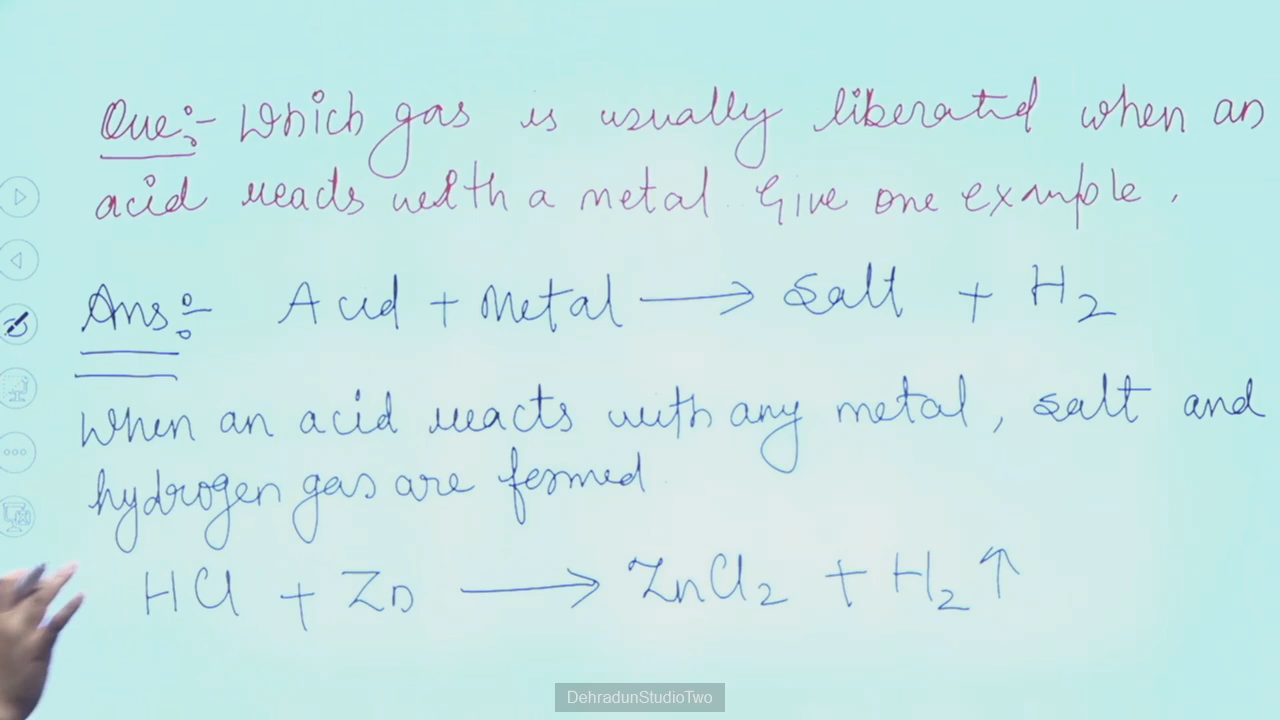 Que:- Which gas is usually liberated when an
acid reacts with a metal. Give one example.
Ans:- Acid + Metal ⟶ Salt + H₂
When an acid reacts with any metal, salt and
hydrogen gas are formed
HCl + Zn ⟶ ZnCl₂ + H₂ ↑
DehradunStudioTwo